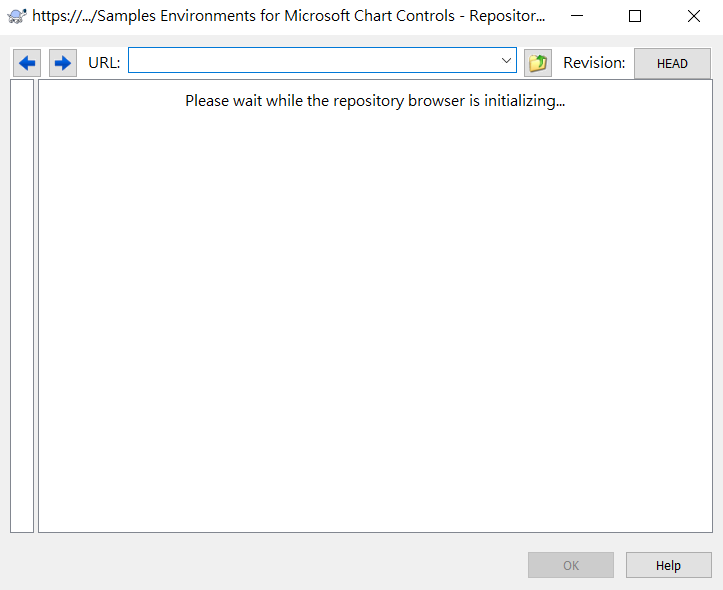 https://.../Samples Environments for Microsoft Chart Controls - Repositor...
URL:
Revision:
HEAD
Please wait while the repository browser is initializing...
OK
Help